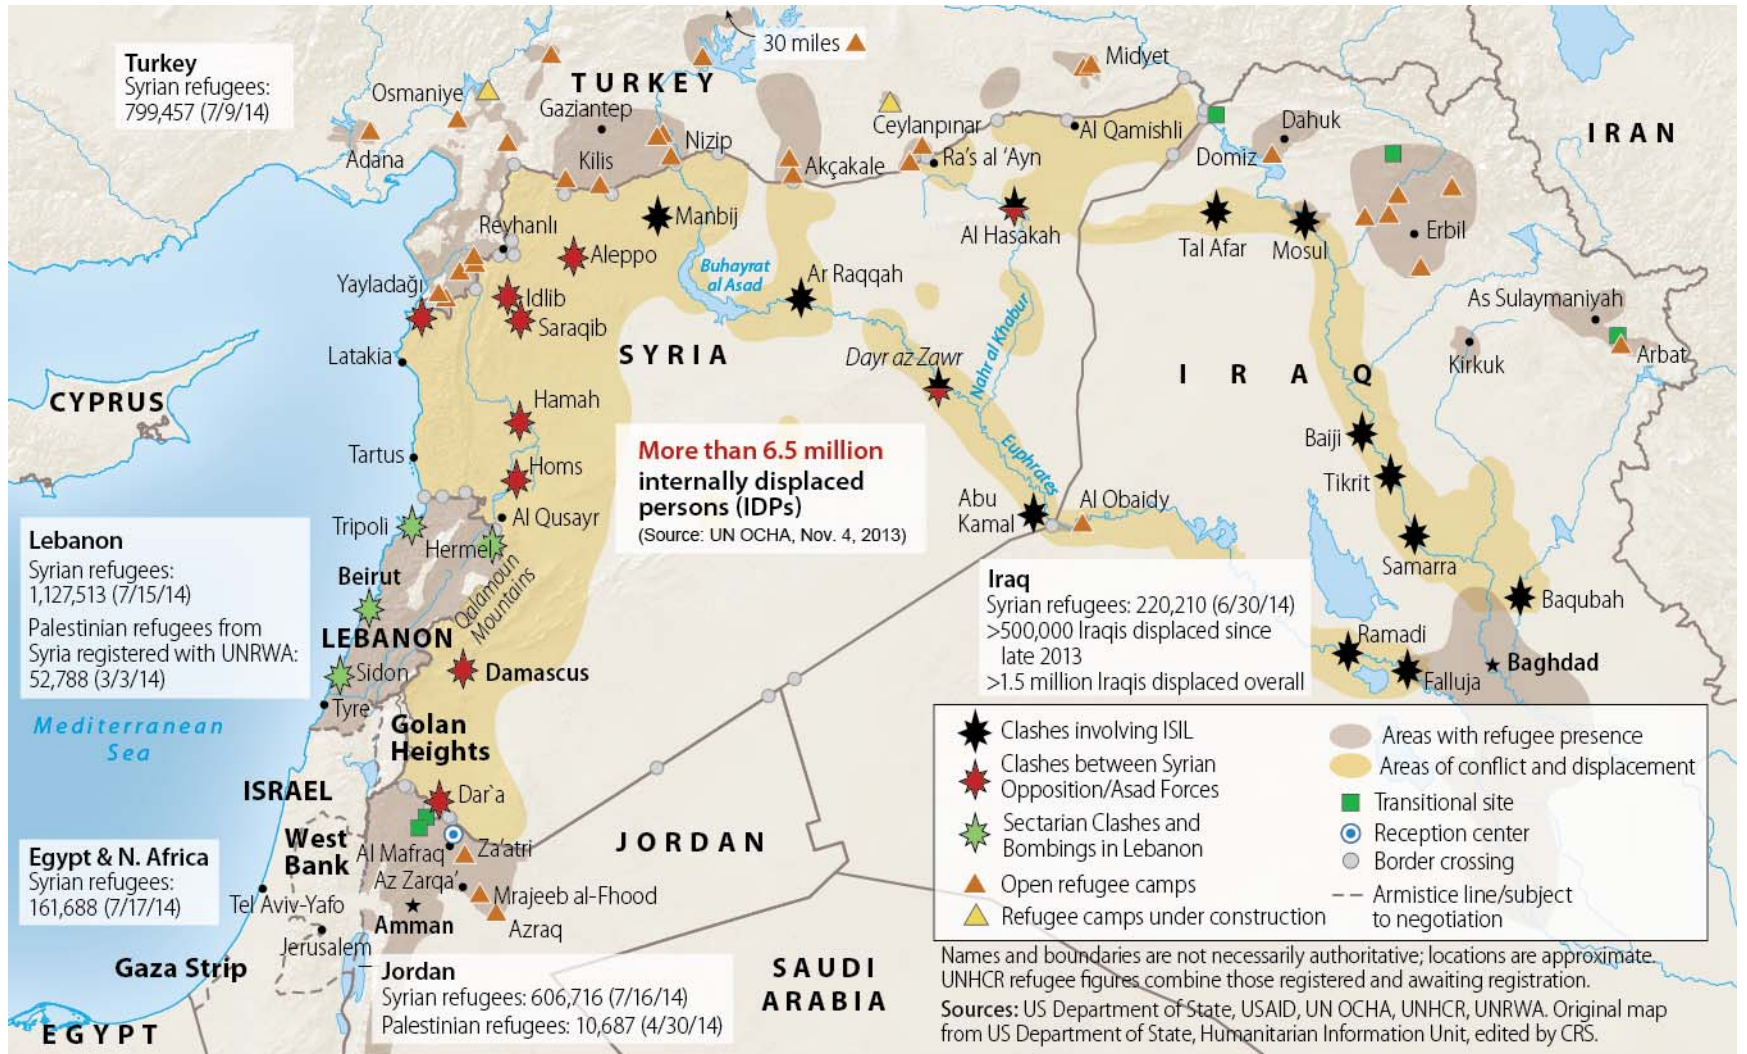 30 miles
Turkey
Syrian refugees:
799,457 (7/9/14)
TURKEY
Osmaniye
Gaziantep
Adana
Kilis
Nizip
Akçakale
Ceylanpınar
Ra's al 'Ayn
Midyet
Al Qamishli
Domiz
Dahuk
IRAN
Reyhanlı
Manbij
Aleppo
Al Hasakah
Tal Afar
Mosul
Erbil
Yayladağı
Idlib
Saraqib
Buhayrat
al Asad
Ar Raqqah
As Sulaymaniyah
Latakia
SYRIA
Dayr az Zawr
Nahr al Khabur
Kirkuk
Arbat
IRAQ
CYPRUS
Hamah
Tartus
Homs
More than 6.5 million
internally displaced
persons (IDPs)
(Source: UN OCHA, Nov. 4, 2013)
Euphrates
Baiji
Tikrit
Abu
Kamal
Al Obaidy
Tripoli
Al Qusayr
Hermel
Samarra
Lebanon
Syrian refugees:
1,127,513 (7/15/14)
Palestinian refugees from
Syria registered with UNRWA:
52,788 (3/3/14)
Beirut
Qalamoun
Mountains
LEBANON
Iraq
Syrian refugees: 220,210 (6/30/14)
>500,000 Iraqis displaced since
late 2013
>1.5 million Iraqis displaced overall
Baqubah
Ramadi
Falluja
Baghdad
Sidon
Damascus
Tyre
Mediterranean
Sea
Golan
Heights
ISRAEL
Dar`a
West
Bank
Al Mafraq
Za'atri
JORDAN
Egypt & N. Africa
Syrian refugees:
161,688 (7/17/14)
Az Zarqa'
Mrajeeb al-Fhood
Tel Aviv-Yafo
Amman
Azraq
Jerusalem
Gaza Strip
Jordan
Syrian refugees: 606,716 (7/16/14)
Palestinian refugees: 10,687 (4/30/14)
SAUDI
ARABIA
EGYPT
Clashes involving ISIL
Clashes between Syrian
Opposition/Asad Forces
Sectarian Clashes and
Bombings in Lebanon
Open refugee camps
Refugee camps under construction
Areas with refugee presence
Areas of conflict and displacement
Transitional site
Reception center
Border crossing
Armistice line/subject
to negotiation
Names and boundaries are not necessarily authoritative; locations are approximate.
UNHCR refugee figures combine those registered and awaiting registration.
Sources: US Department of State, USAID, UN OCHA, UNHCR, UNRWA. Original map
from US Department of State, Humanitarian Information Unit, edited by CRS.